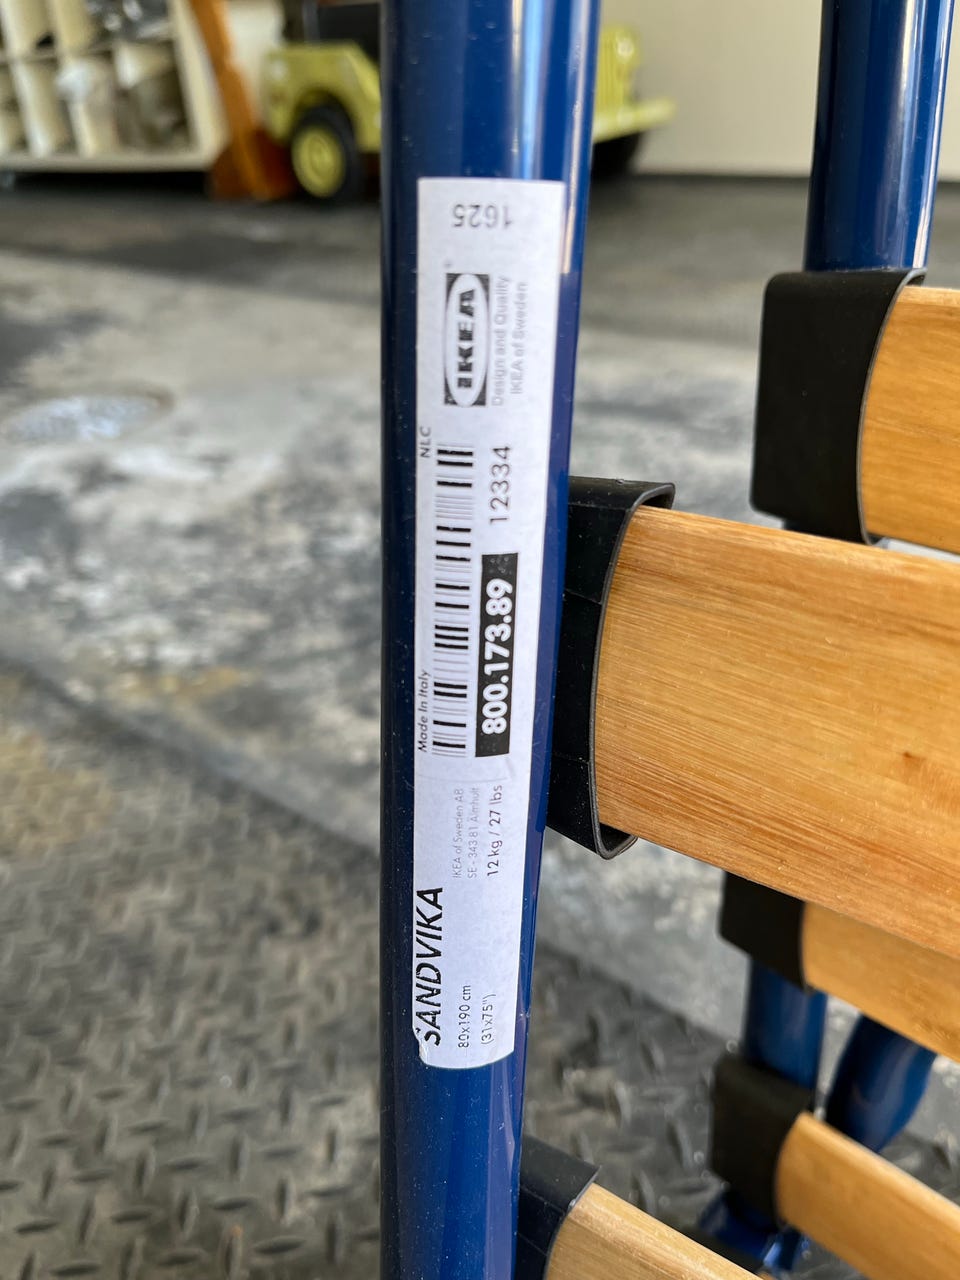 SANDVIKA
80x190 cm
(31x75")
IKEA of Sweden AB
SE - 343 81 Älmhult
12 kg / 27 lbs
Made in Italy
NLC
800.173.89
12334
IKEA
Design and Quality
IKEA of Sweden
1625